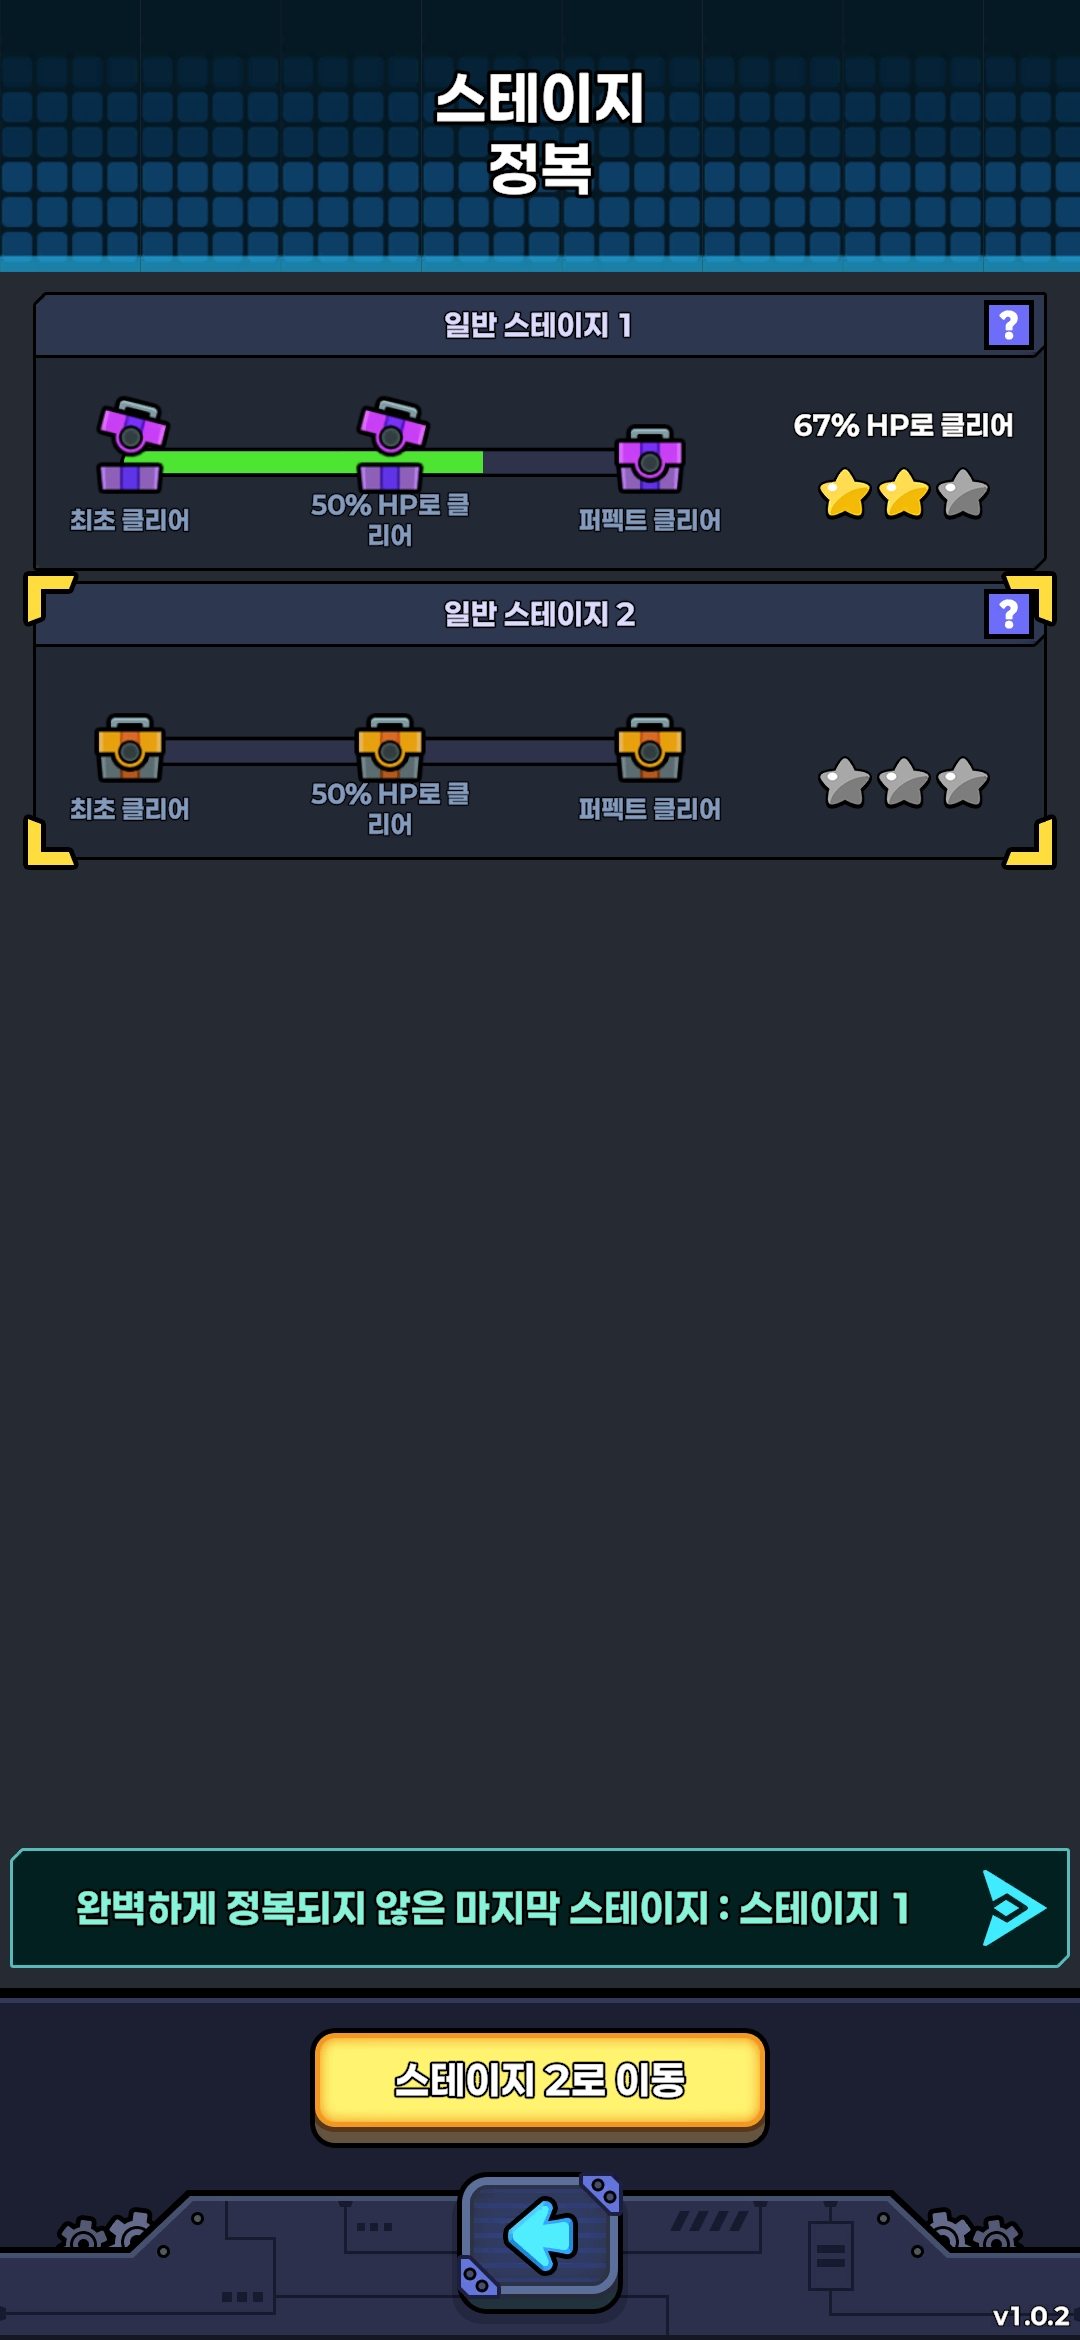 스테이지
정복
일반 스테이지 1
?
67% HP로 클리어
최초 클리어
50% HP로 클
리어
퍼펙트 클리어
일반 스테이지 2
?
최초 클리어
50% HP로 클
리어
퍼펙트 클리어
완벽하게 정복되지 않은 마지막 스테이지 : 스테이지 1
스테이지 2로 이동
v1.0.2